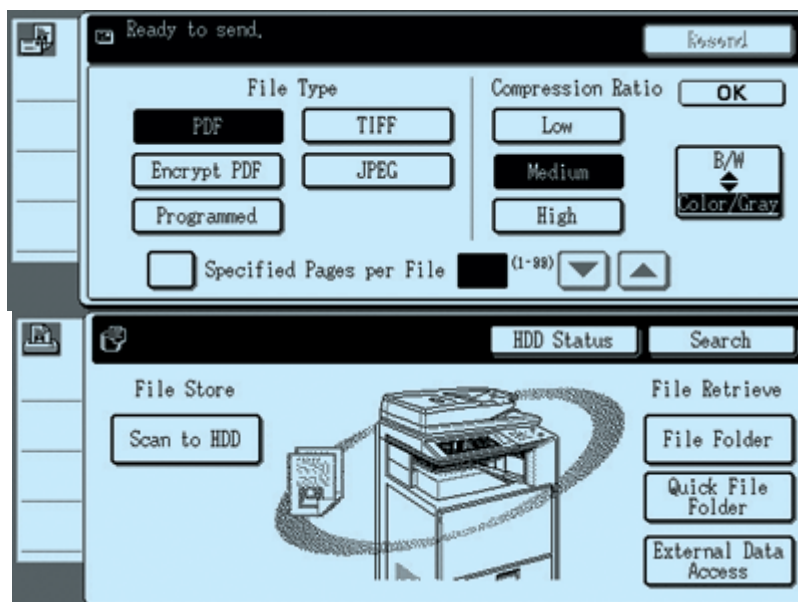 Ready to send.
Resend
File Type
Compression Ratio
OK
PDF
TIFF
Low
Encrypt PDF
JPEG
Medium
B/W
Color/Gray
Programmed
High
Specified Pages per File
(1-99)
HDD Status
Search
File Store
File Retrieve
Scan to HDD
File Folder
Quick File
Folder
External Data
Access